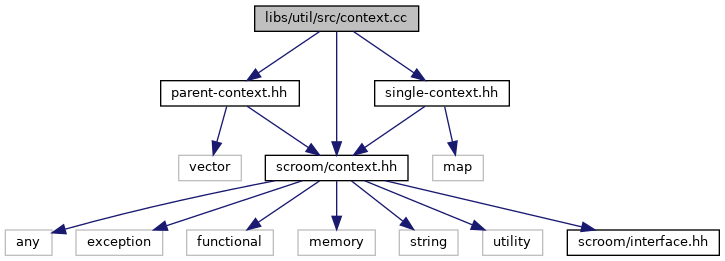 libs/util/src/context.cc
parent-context.hh
single-context.hh
vector
scroom/context.hh
map
any
exception
functional
memory
string
utility
scroom/interface.hh